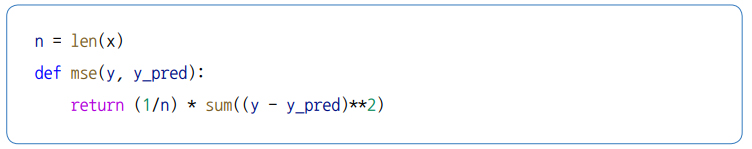 n = len(x)
def mse(y, y_pred):
    return (1/n) * sum((y - y_pred)**2)